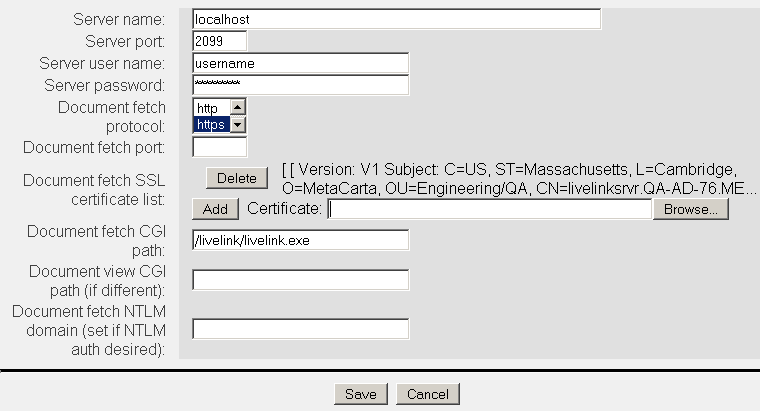 Server name: localhost
Server port: 2099
Server user name: username
Server password: **********
Document fetch
protocol:
http
https
Document fetch port:
Document fetch SSL
certificate list:
Delete
[ [ Version: V1 Subject: C=US, ST=Massachusetts, L=Cambridge,
O=MetaCarta, OU=Engineering/QA, CN=livelinksrvr.QA-AD-76.ME...
Add Certificate: Browse...
Document fetch CGI
path:
/livelink/livelink.exe
Document view CGI
path (if different):
Document fetch NTLM
domain (set if NTLM
auth desired):
Save Cancel